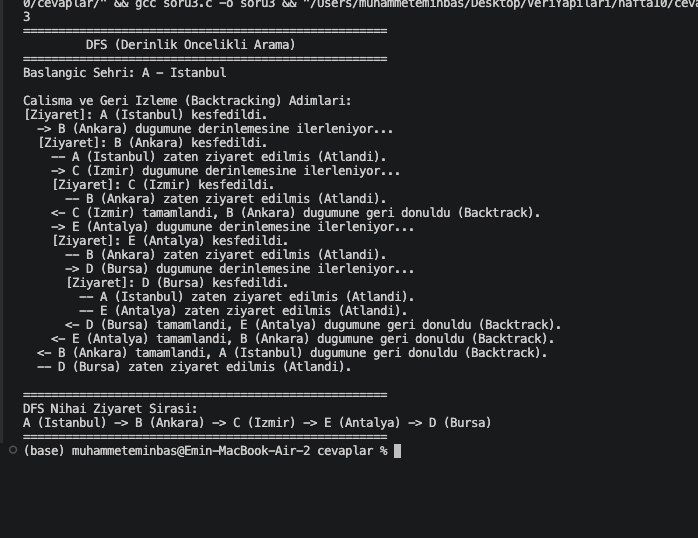 0/cevaplar/" && gcc soru3.c -o soru3 && "/Users/muhammeteminbas/Desktop/VeriYapilari/hafta10/ceva
3
====================================================
DFS (Derinlik Oncelikli Arama)
====================================================
Baslangic Sehri: A - Istanbul
Calisma ve Geri Izleme (Backtracking) Adimlari:
[Ziyaret]: A (Istanbul) kesfedildi.
-> B (Ankara) dugumune derinlemesine ilerleniyor...
[Ziyaret]: B (Ankara) kesfedildi.
-- A (Istanbul) zaten ziyaret edilmis (Atlandi).
-> C (Izmir) dugumune derinlemesine ilerleniyor...
[Ziyaret]: C (Izmir) kesfedildi.
-- B (Ankara) zaten ziyaret edilmis (Atlandi).
<- C (Izmir) tamamlandi, B (Ankara) dugumune geri donuldu (Backtrack).
-> E (Antalya) dugumune derinlemesine ilerleniyor...
[Ziyaret]: E (Antalya) kesfedildi.
-- B (Ankara) zaten ziyaret edilmis (Atlandi).
-> D (Bursa) dugumune derinlemesine ilerleniyor...
[Ziyaret]: D (Bursa) kesfedildi.
-- A (Istanbul) zaten ziyaret edilmis (Atlandi).
-- E (Antalya) zaten ziyaret edilmis (Atlandi).
<- D (Bursa) tamamlandi, E (Antalya) dugumune geri donuldu (Backtrack).
<- E (Antalya) tamamlandi, B (Ankara) dugumune geri donuldu (Backtrack).
<- B (Ankara) tamamlandi, A (Istanbul) dugumune geri donuldu (Backtrack).
-- D (Bursa) zaten ziyaret edilmis (Atlandi).
====================================================
DFS Nihai Ziyaret Sirasi:
A (Istanbul) -> B (Ankara) -> C (Izmir) -> E (Antalya) -> D (Bursa)
====================================================
(base) muhammeteminbas@Emin-MacBook-Air-2 cevaplar %